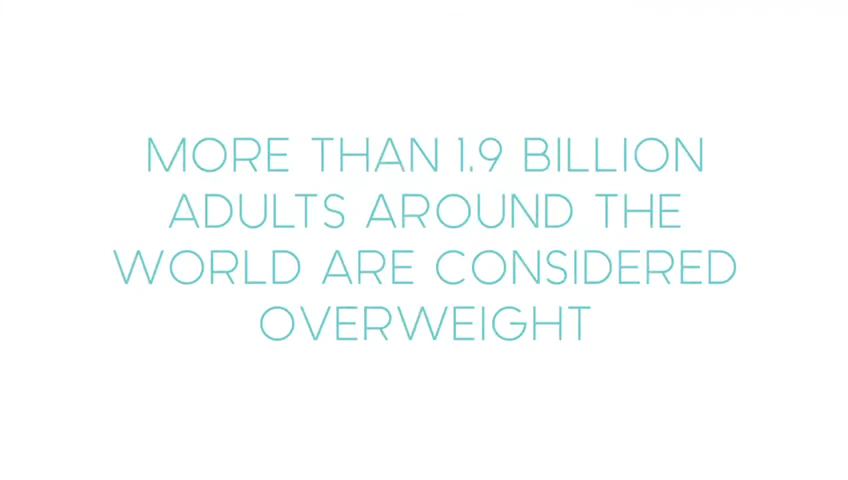 MORE THAN 1.9 BILLION
ADULTS AROUND THE
WORLD ARE CONSIDERED
OVERWEIGHT